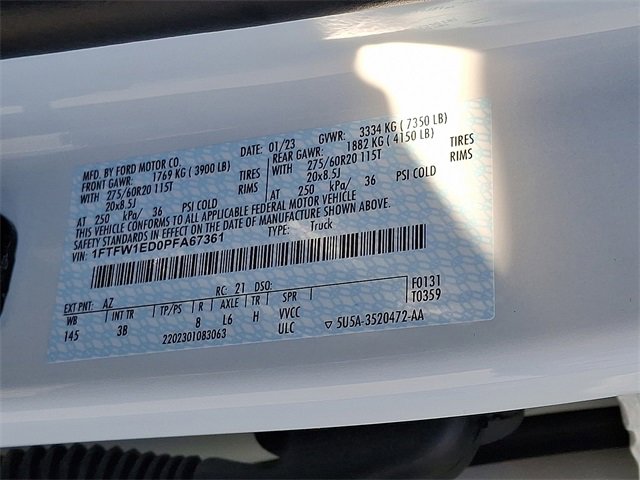 MFD. BY FORD MOTOR CO. DATE: 01/23 GVWR: 3334 KG ( 7350 LB)
FRONT GAWR: 1769 KG ( 3900 LB) REAR GAWR: 1882 KG ( 4150 LB)
WITH 275/60R20 115T TIRES WITH 275/60R20 115T TIRES
20x8.5J RIMS 20x8.5J RIMS
AT 250 kPa/ 36 PSI COLD AT 250 kPa/ 36 PSI COLD
THIS VEHICLE CONFORMS TO ALL APPLICABLE FEDERAL MOTOR VEHICLE
SAFETY STANDARDS IN EFFECT ON THE DATE OF MANUFACTURE SHOWN ABOVE.
VIN: 1FTFW1ED0PFA67361 TYPE: Truck
EXT PNT: AZ RC: 21 DSO: F0131
WB INT TR TP/PS R AXLE TR SPR T0359
145 3B 8 L6 H VVCC
2202301083063 ULC ▽ 5U5A-3520472-AA